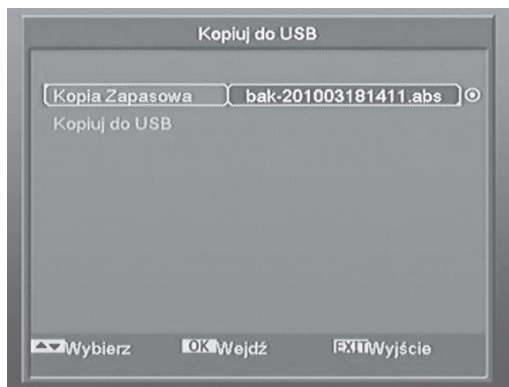 Kopiuj do USB
Kopia Zapasowa bak-201003181411.abs
Kopiuj do USB
Wybierz OK Wejdź EXIT Wyjście